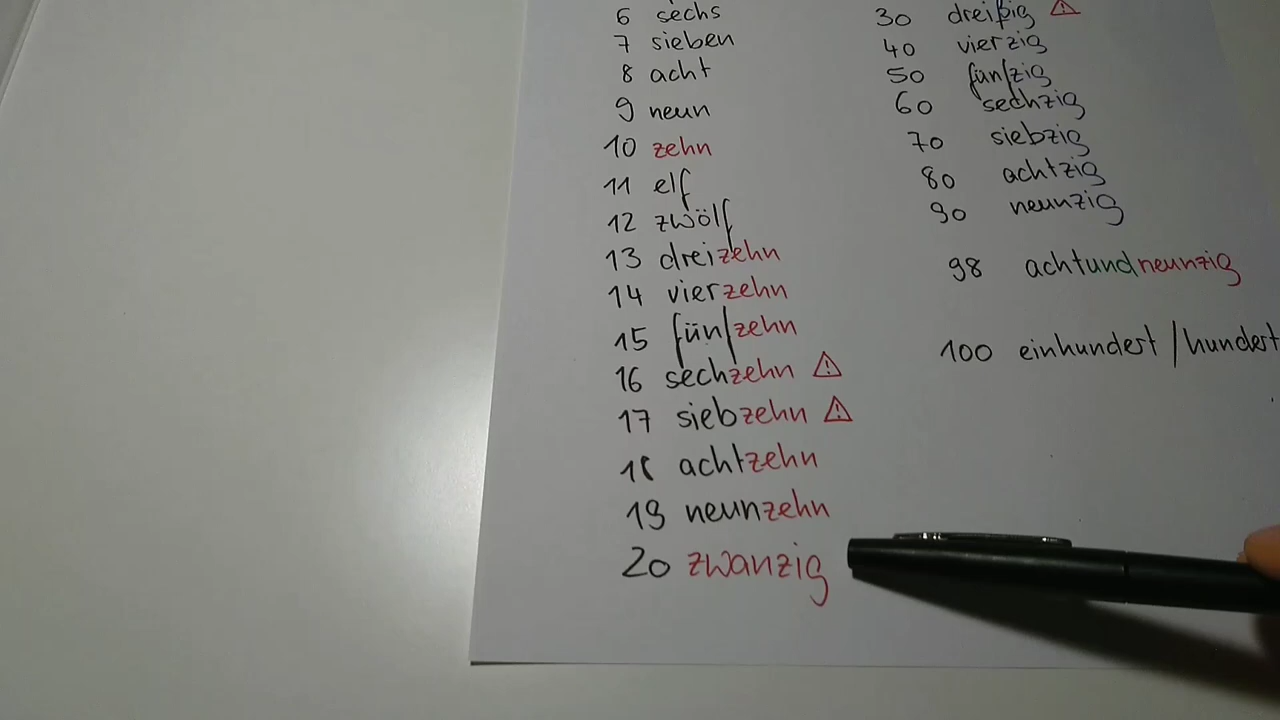 6 sechs
7 sieben
8 acht
9 neun
10 zehn
11 elf
12 zwölf
13 dreizehn
14 vierzehn
15 fünfzehn
16 sechzehn ⚠
17 siebzehn ⚠
18 achtzehn
19 neunzehn
20 zwanzig
30 dreißig ⚠
40 vierzig
50 fünfzig
60 sechzig
70 siebzig
80 achtzig
90 neunzig
98 achtundneunzig
100 einhundert / hundert